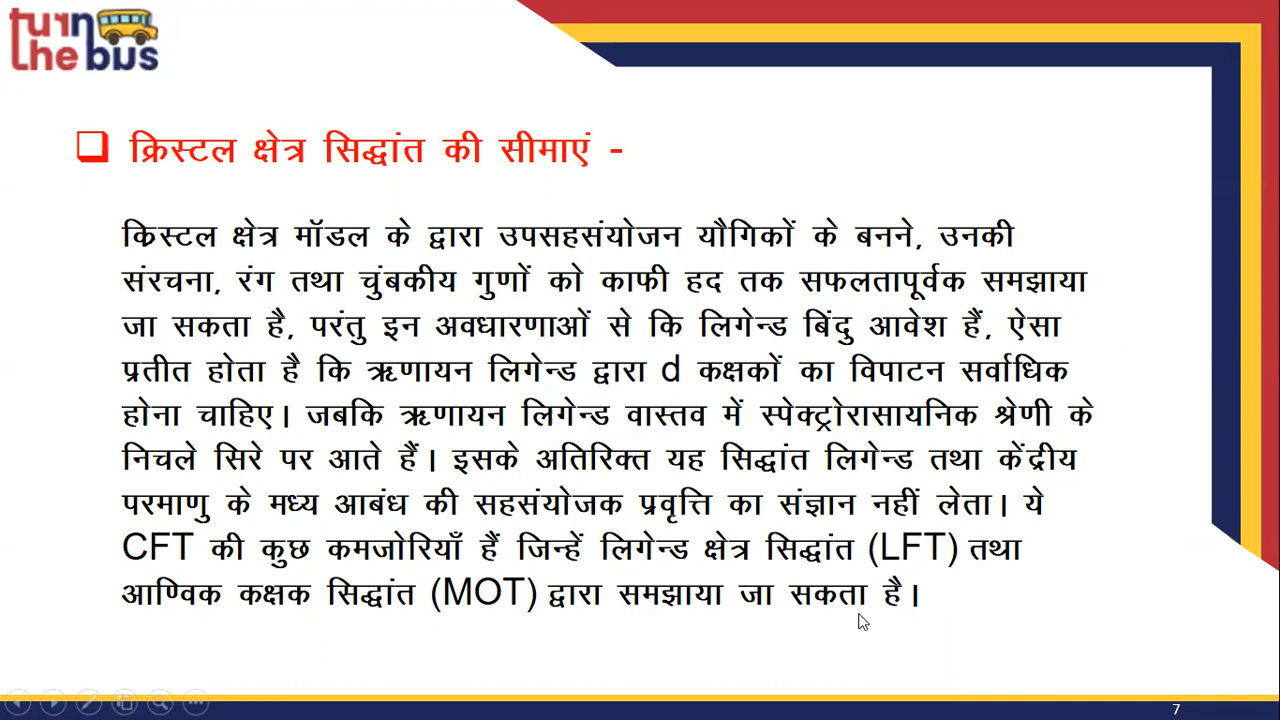 turn
the bus
❑ क्रिस्टल क्षेत्र सिद्धांत की सीमाएं -
क्रिस्टल क्षेत्र मॉडल के द्वारा उपसहसंयोजन यौगिकों के बनने, उनकी
संरचना, रंग तथा चुंबकीय गुणों को काफी हद तक सफलतापूर्वक समझाया
जा सकता है, परंतु इन अवधारणाओं से कि लिगेन्ड बिंदु आवेश हैं, ऐसा
प्रतीत होता है कि ऋणायन लिगेन्ड द्वारा d कक्षकों का विपाटन सर्वाधिक
होना चाहिए। जबकि ऋणायन लिगेन्ड वास्तव में स्पेक्ट्रोरासायनिक श्रेणी के
निचले सिरे पर आते हैं। इसके अतिरिक्त यह सिद्धांत लिगेन्ड तथा केंद्रीय
परमाणु के मध्य आबंध की सहसंयोजक प्रवृत्ति का संज्ञान नहीं लेता। ये
CFT की कुछ कमजोरियाँ हैं जिन्हें लिगेन्ड क्षेत्र सिद्धांत (LFT) तथा
आण्विक कक्षक सिद्धांत (MOT) द्वारा समझाया जा सकता है।
7